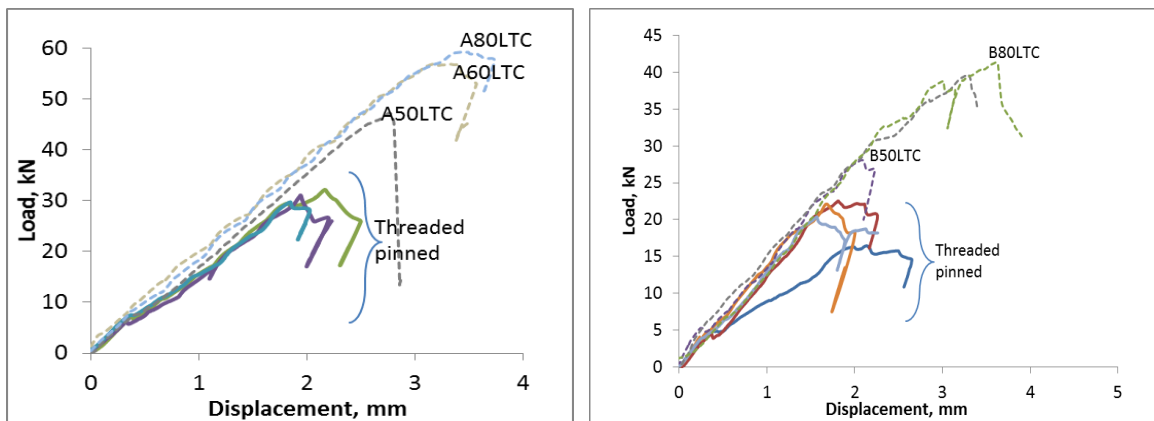 60
50
40
30
20
10
0
Load, kN
A80LTC
A60LTC
A50LTC
Threaded
pinned
0 1 2 3 4
Displacement, mm
45
40
35
30
25
20
15
10
5
0
Load, kN
B80LTC
B50LTC
Threaded
pinned
0 1 2 3 4 5
Displacement, mm